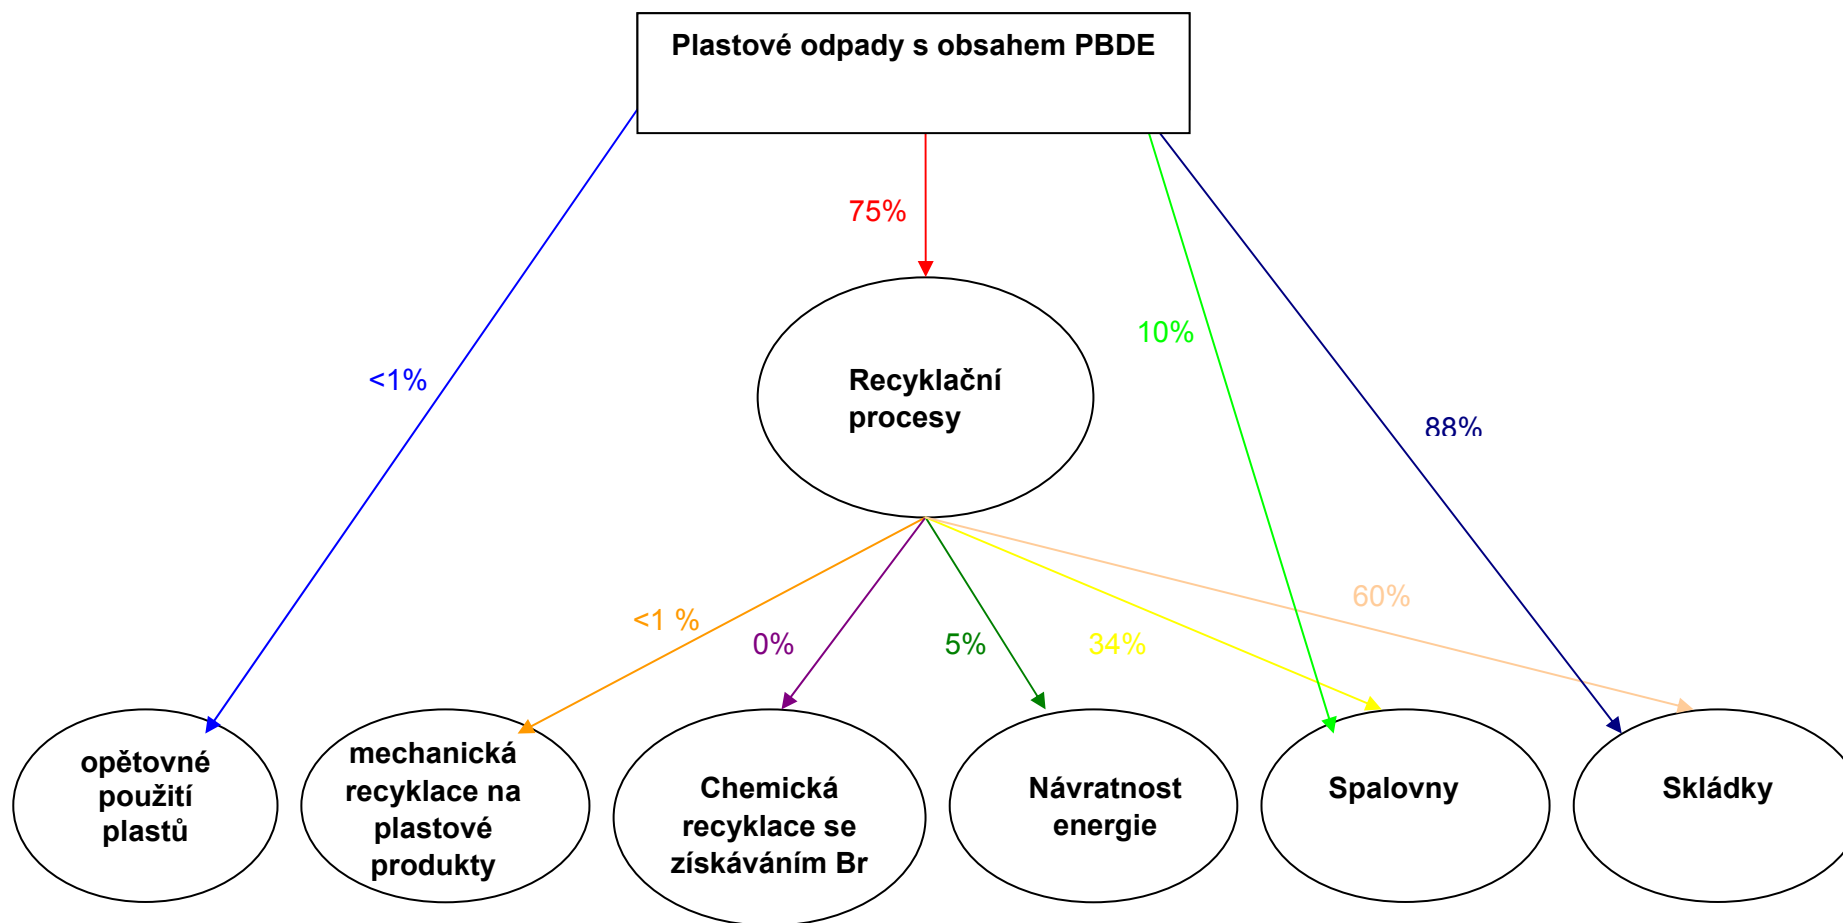 Plastové odpady s obsahem PBDE
75%
10%
<1%
Recyklační
procesy
88%
60%
<1 %
0%
5%
34%
opětovné
použití
plastů
mechanická
recyklace na
plastové
produkty
Chemická
recyklace se
získáváním Br
Návratnost
energie
Spalovny
Skládky